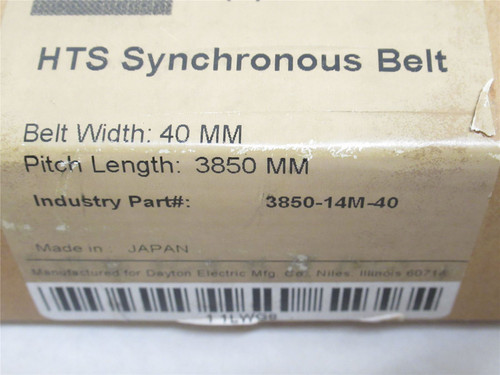 HTS Synchronous Belt
Belt Width: 40 MM
Pitch Length: 3850 MM
Industry Part#: 3850-14M-40
Made in: JAPAN
Manufactured for Dayton Electric Mfg. Co., Niles, Illinois 60714